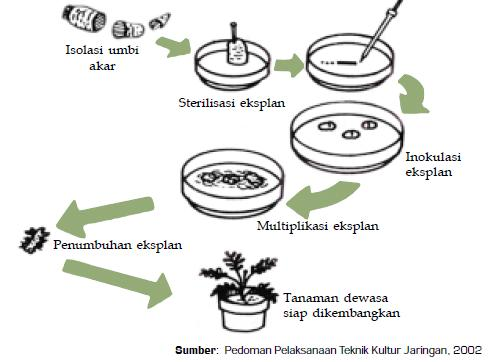 Isolasi umbi
akar
Sterilisasi eksplan
Inokulasi
eksplan
Multiplikasi eksplan
Penumbuhan eksplan
Tanaman dewasa
siap dikembangkan
Sumber: Pedoman Pelaksanaan Teknik Kultur Jaringan, 2002